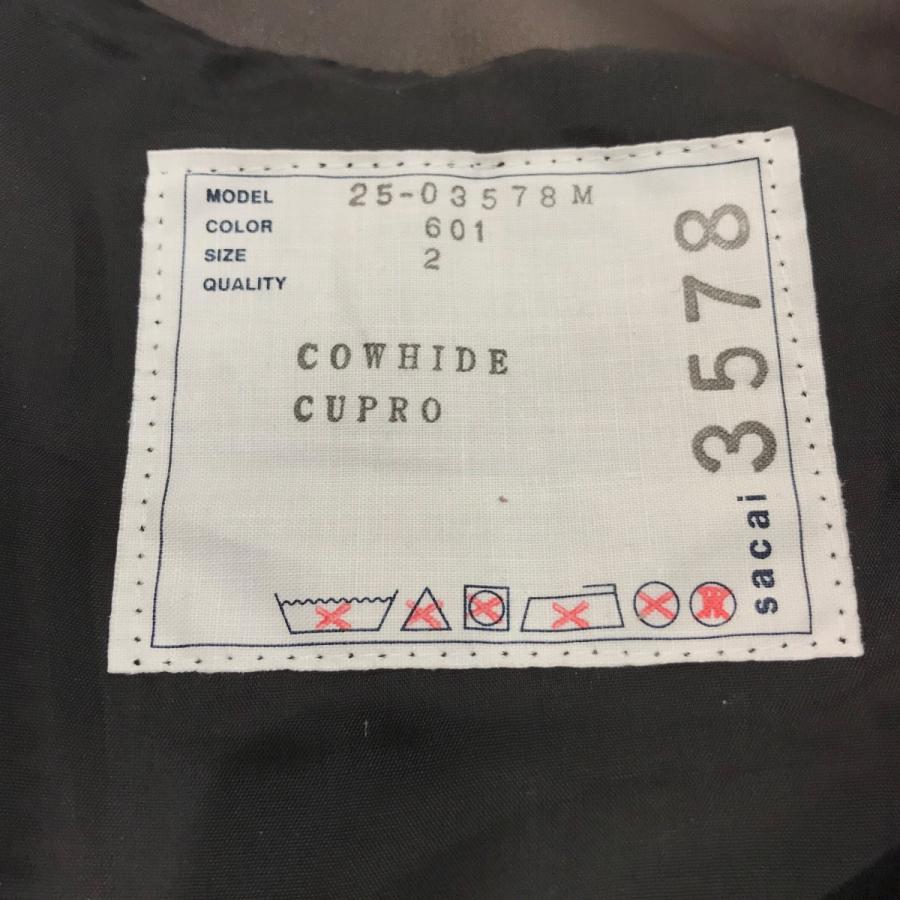 MODEL 25-03578M
COLOR 601
SIZE 2
QUALITY
COWHIDE
CUPRO
sacai 3578